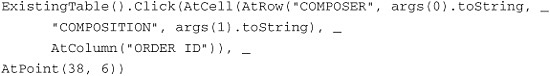 ExistingTable().Click(AtCell(AtRow("COMPOSER", args(0).toString, _
"COMPOSITION", args(1).toString), _
AtColumn("ORDER ID")), _
AtPoint(38, 6))